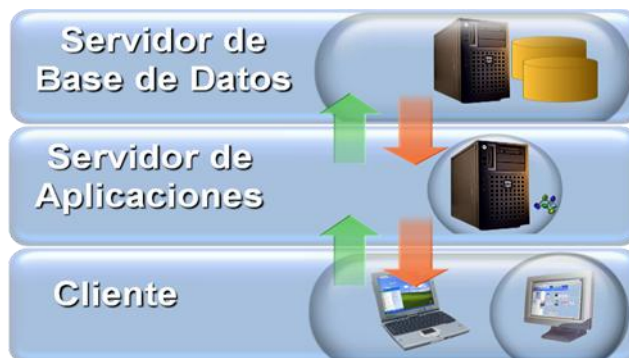 Servidor de
Base de Datos
Servidor de
Aplicaciones
Cliente